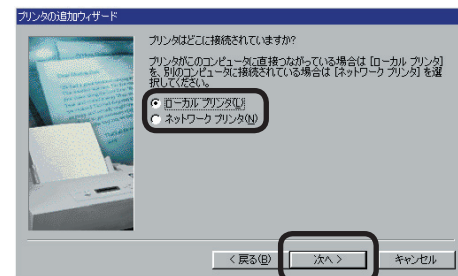 プリンタの追加ウィザード
プリンタはどこに接続されていますか?
プリンタがこのコンピュータに直接つながっている場合は [ローカル プリンタ]
を、別のコンピュータに接続されている場合は [ネットワーク プリンタ] を選
択してください。
ローカル プリンタ(L)
ネットワーク プリンタ(N)
< 戻る(B)
次へ >
キャンセル